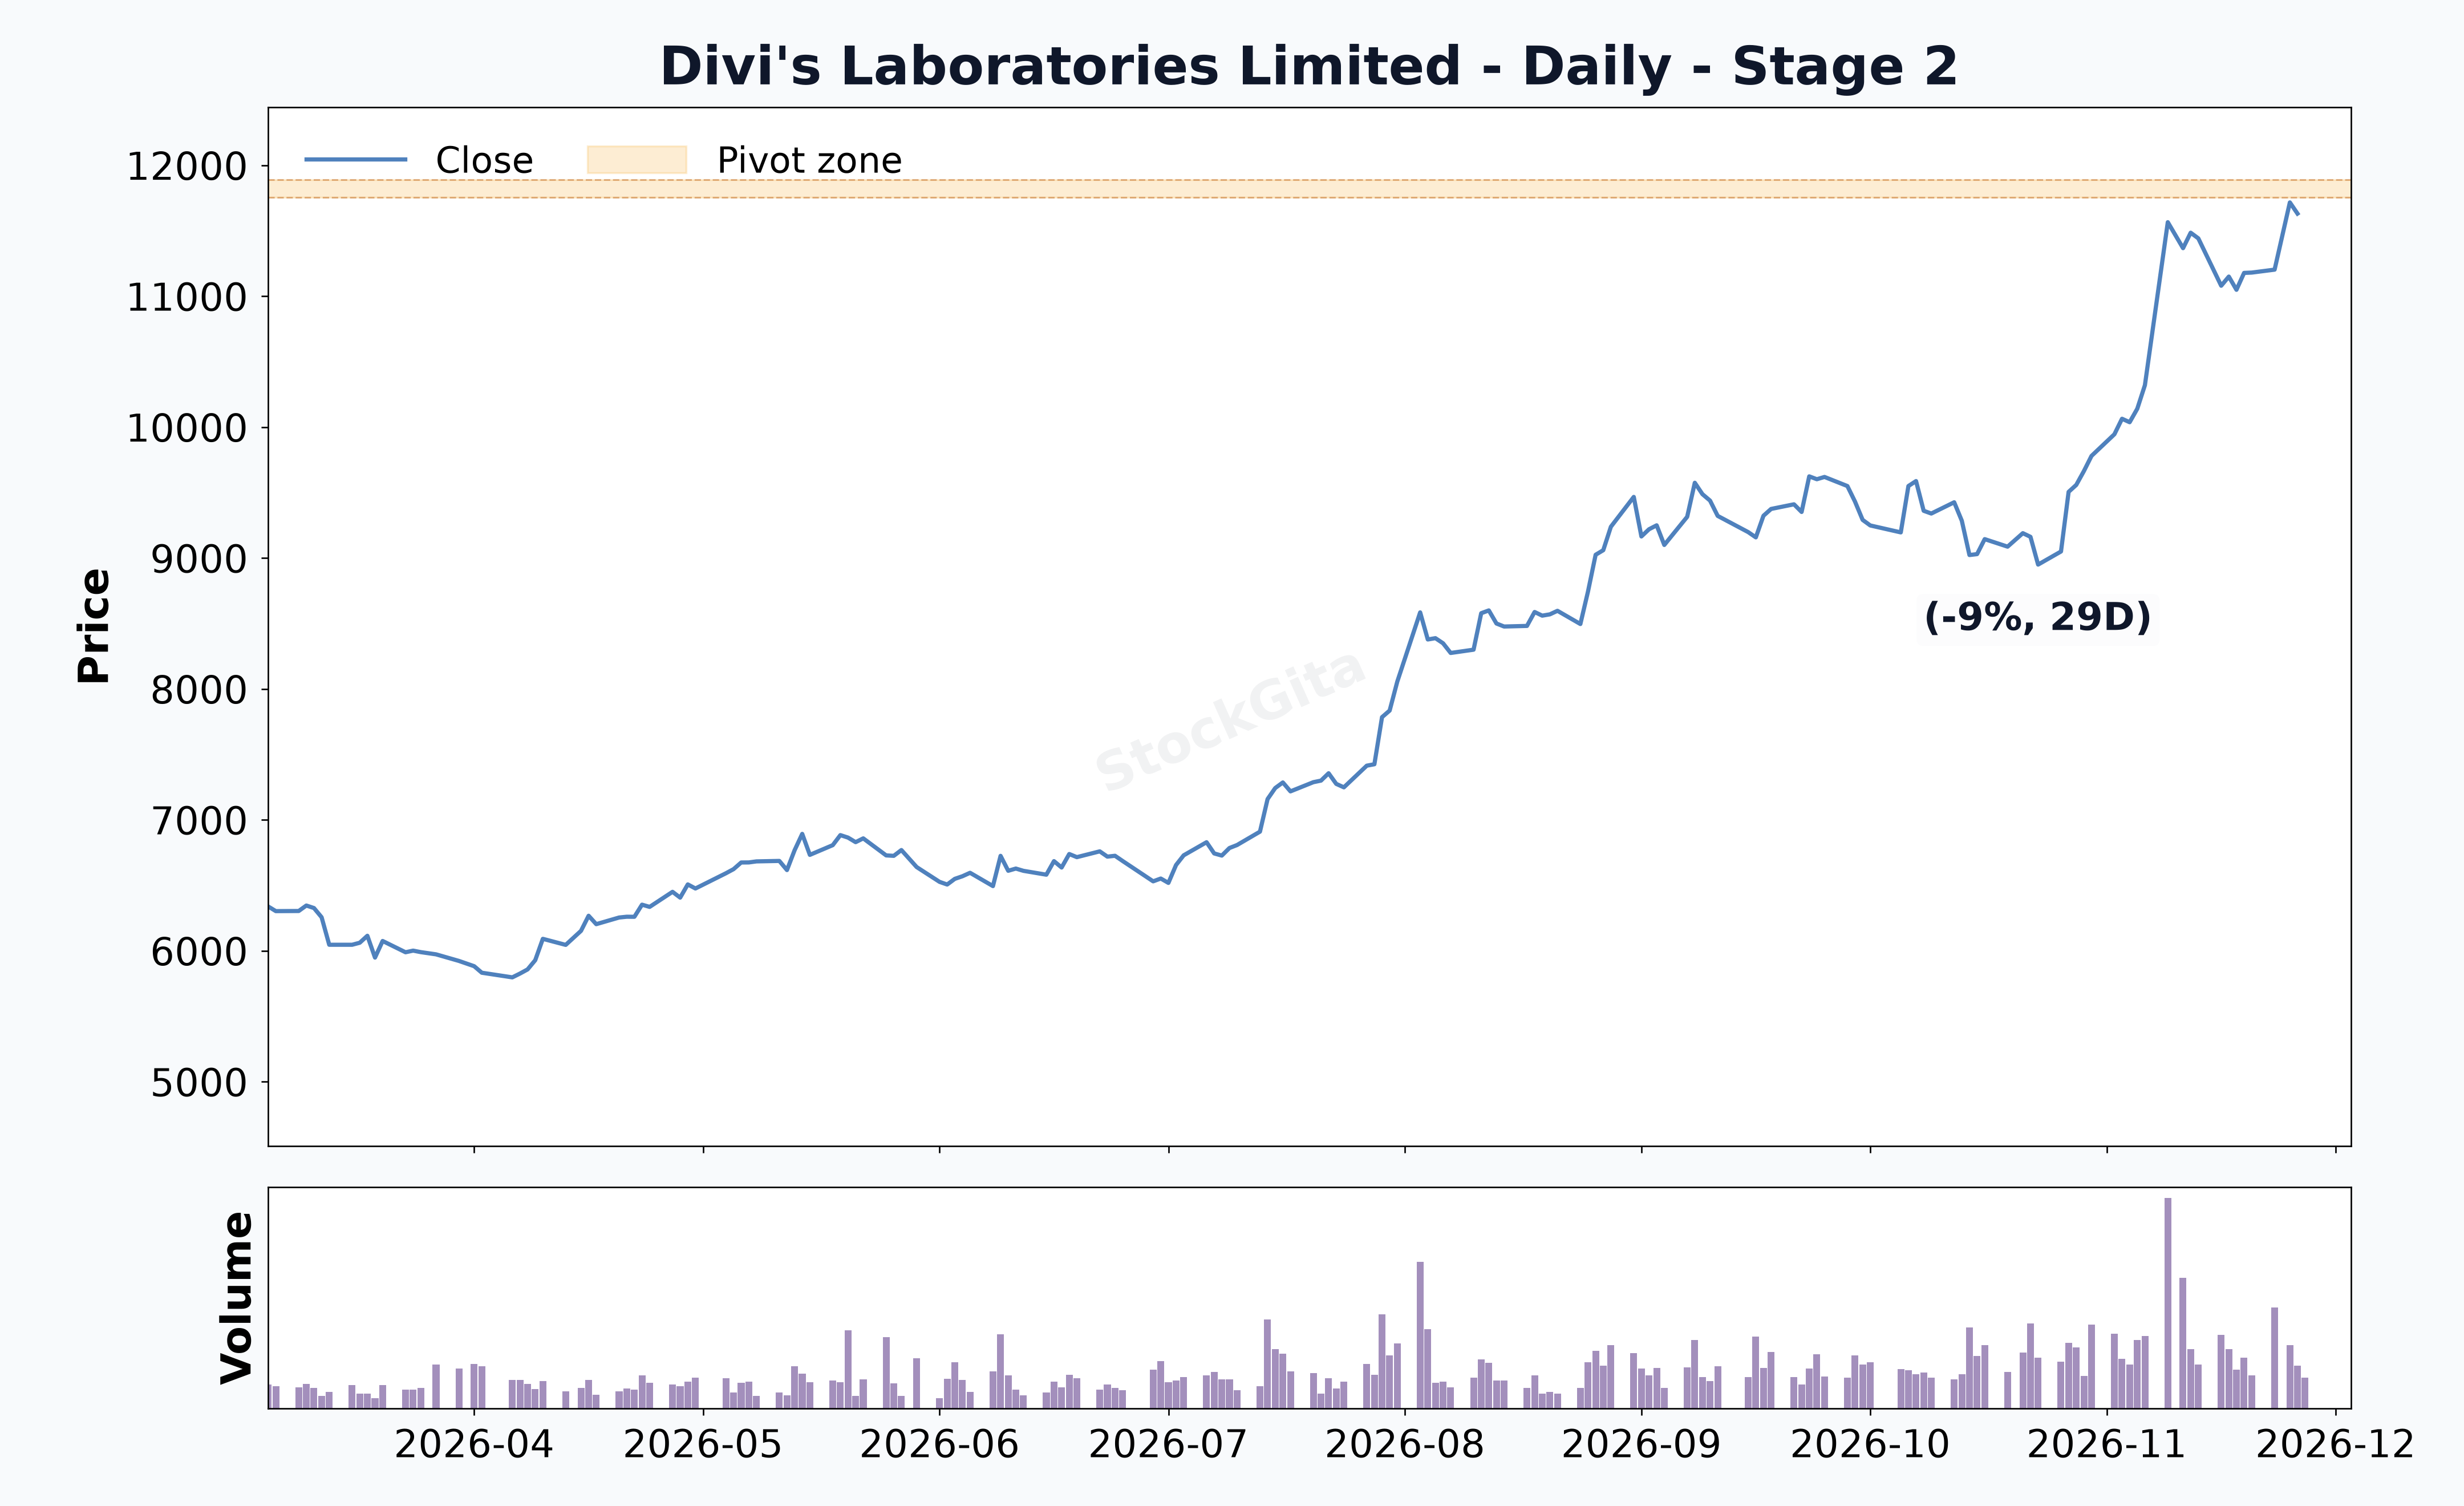 Divi's Laboratories Limited - Daily - Stage 2
Close
Pivot zone
12000
11000
10000
9000
8000
7000
6000
5000
Price
(-9%, 29D)
StockGita
Volume
2026-04
2026-05
2026-06
2026-07
2026-08
2026-09
2026-10
2026-11
2026-12